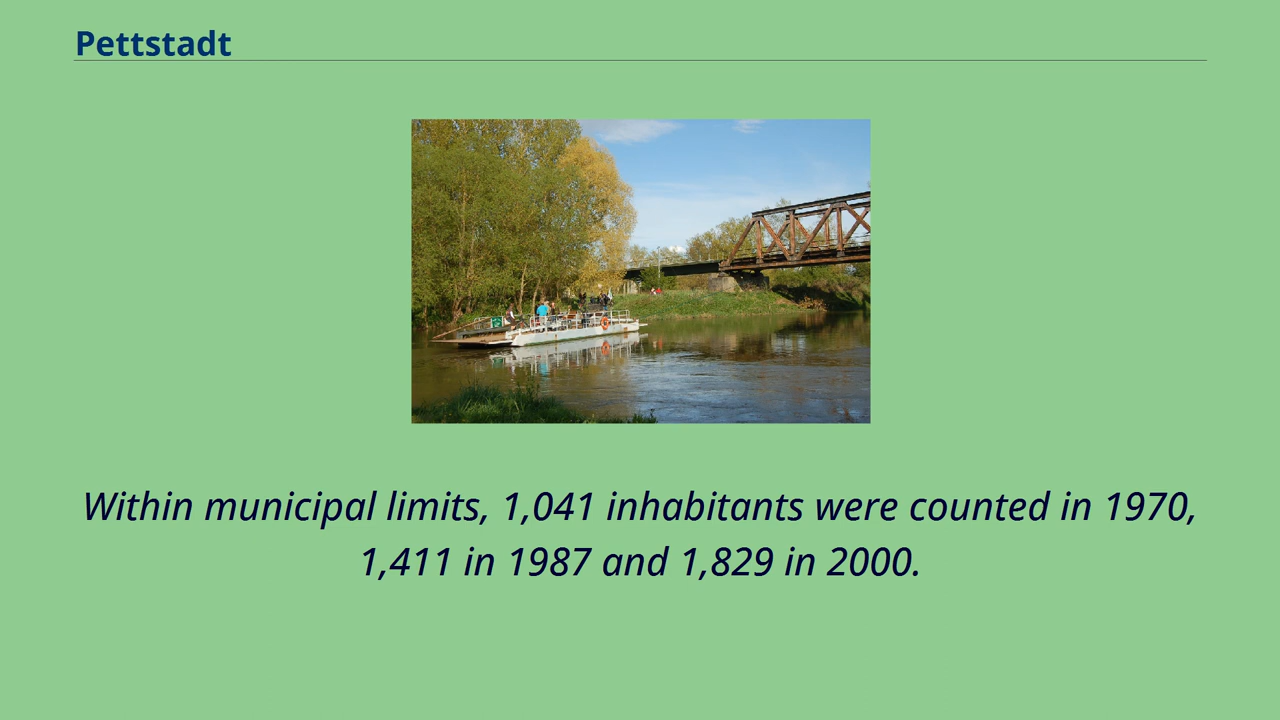 Pettstadt
Within municipal limits, 1,041 inhabitants were counted in 1970,
1,411 in 1987 and 1,829 in 2000.